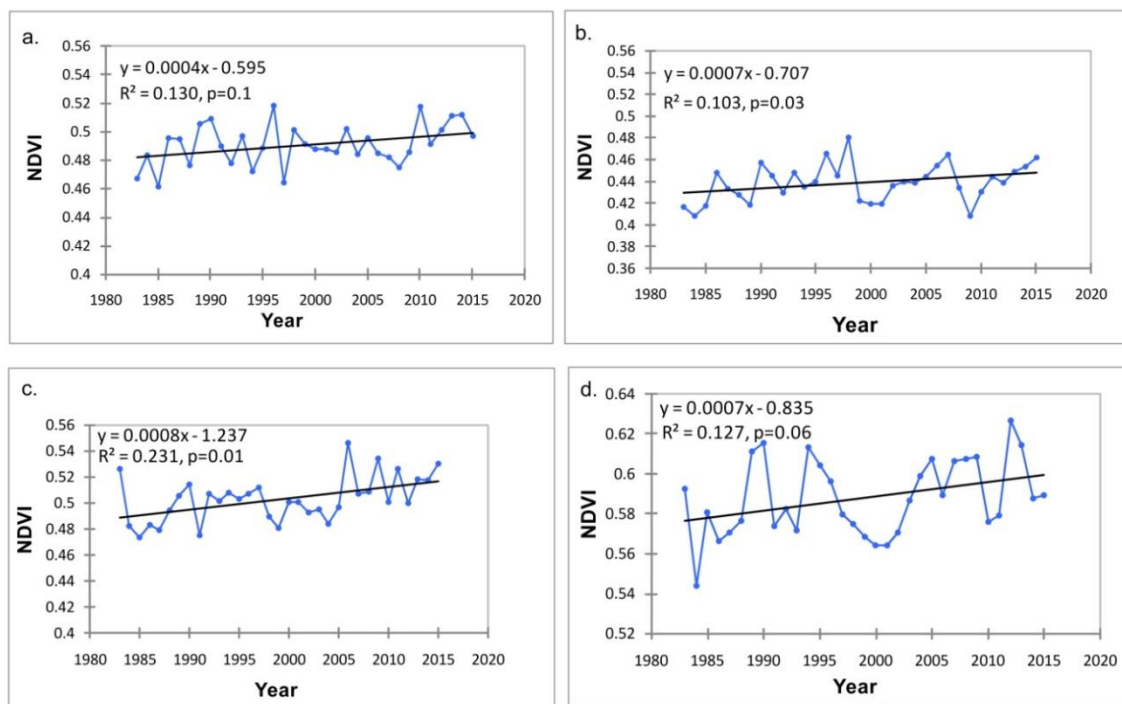 a.
0.56
0.54
0.52
0.5
0.48
0.46
0.44
0.42
0.4
NDVI
y = 0.0004x - 0.595
R² = 0.130, p=0.1
1980 1985 1990 1995 2000 2005 2010 2015 2020
Year
b.
0.56
0.54
0.52
0.5
0.48
0.46
0.44
0.42
0.4
0.38
0.36
NDVI
y = 0.0007x - 0.707
R² = 0.103, p=0.03
1980 1985 1990 1995 2000 2005 2010 2015 2020
Year
c.
0.56
0.54
0.52
0.5
0.48
0.46
0.44
0.42
0.4
NDVI
y = 0.0008x - 1.237
R² = 0.231, p=0.01
1980 1985 1990 1995 2000 2005 2010 2015 2020
Year
d.
0.64
0.62
0.6
0.58
0.56
0.54
0.52
NDVI
y = 0.0007x - 0.835
R² = 0.127, p=0.06
1980 1985 1990 1995 2000 2005 2010 2015 2020
Year